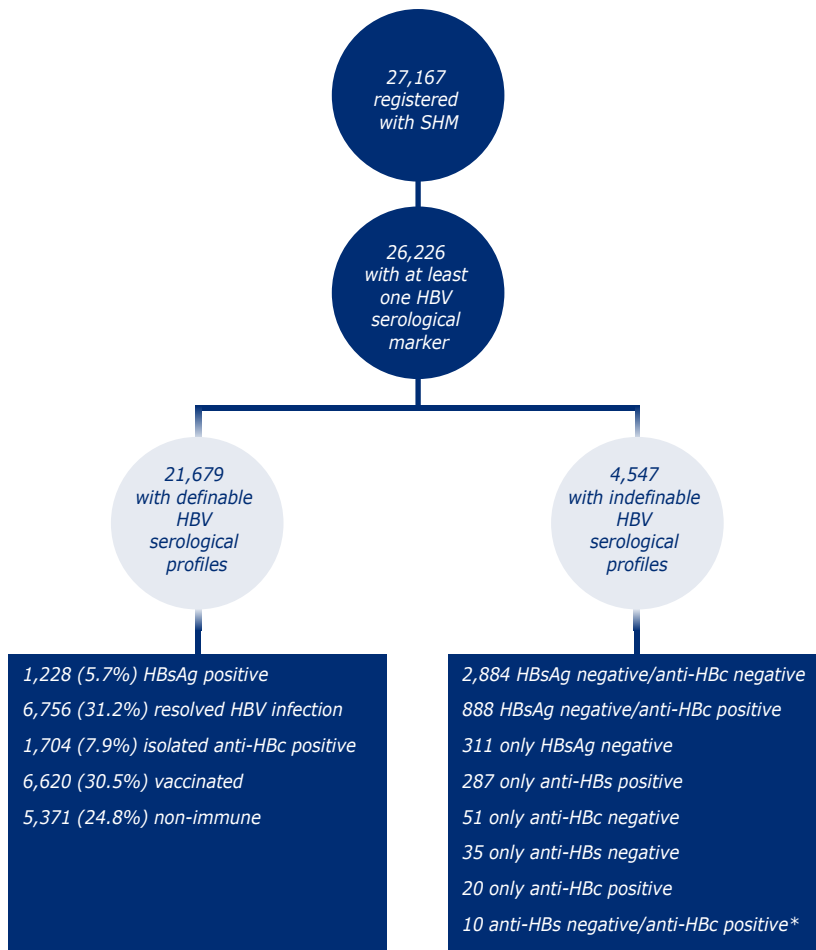 27,167
registered
with SHM
26,226
with at least
one HBV
serological
marker
21,679
with definable
HBV
serological
profiles
4,547
with indefinable
HBV
serological
profiles
1,228 (5.7%) HBsAg positive
6,756 (31.2%) resolved HBV infection
1,704 (7.9%) isolated anti-HBc positive
6,620 (30.5%) vaccinated
5,371 (24.8%) non-immune
2,884 HBsAg negative/anti-HBc negative
888 HBsAg negative/anti-HBc positive
311 only HBsAg negative
287 only anti-HBs positive
51 only anti-HBc negative
35 only anti-HBs negative
20 only anti-HBc positive
10 anti-HBs negative/anti-HBc positive*